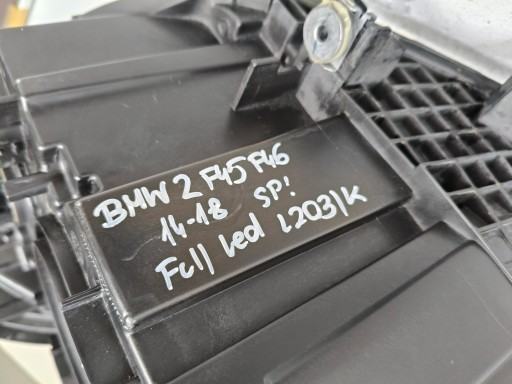 BMW 2 F45 F46
14-18 SP!
Full Led L203/K